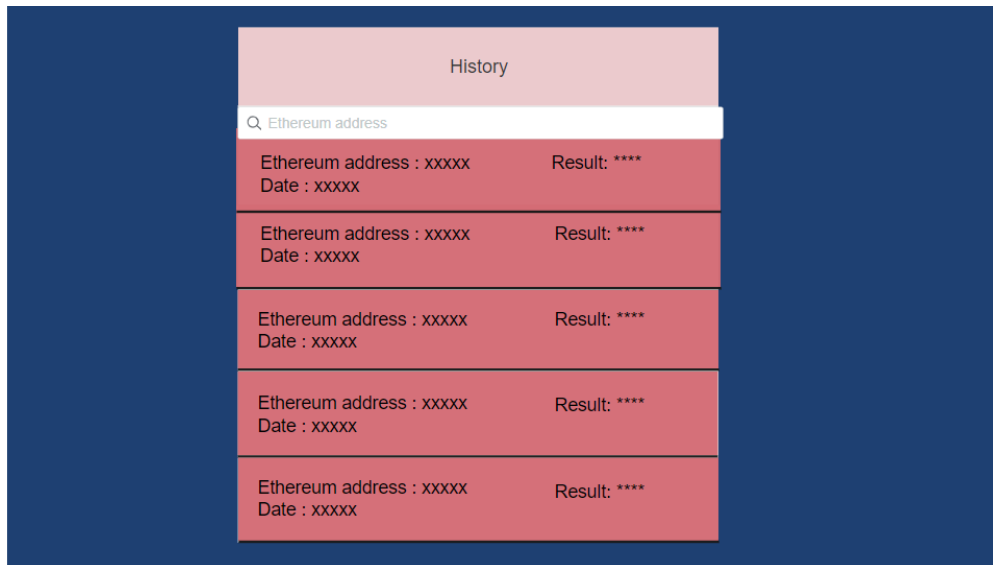 History
Ethereum address
Ethereum address : xxxxx Result: ****
Date : xxxxx
Ethereum address : xxxxx Result: ****
Date : xxxxx
Ethereum address : xxxxx Result: ****
Date : xxxxx
Ethereum address : xxxxx Result: ****
Date : xxxxx
Ethereum address : xxxxx Result: ****
Date : xxxxx